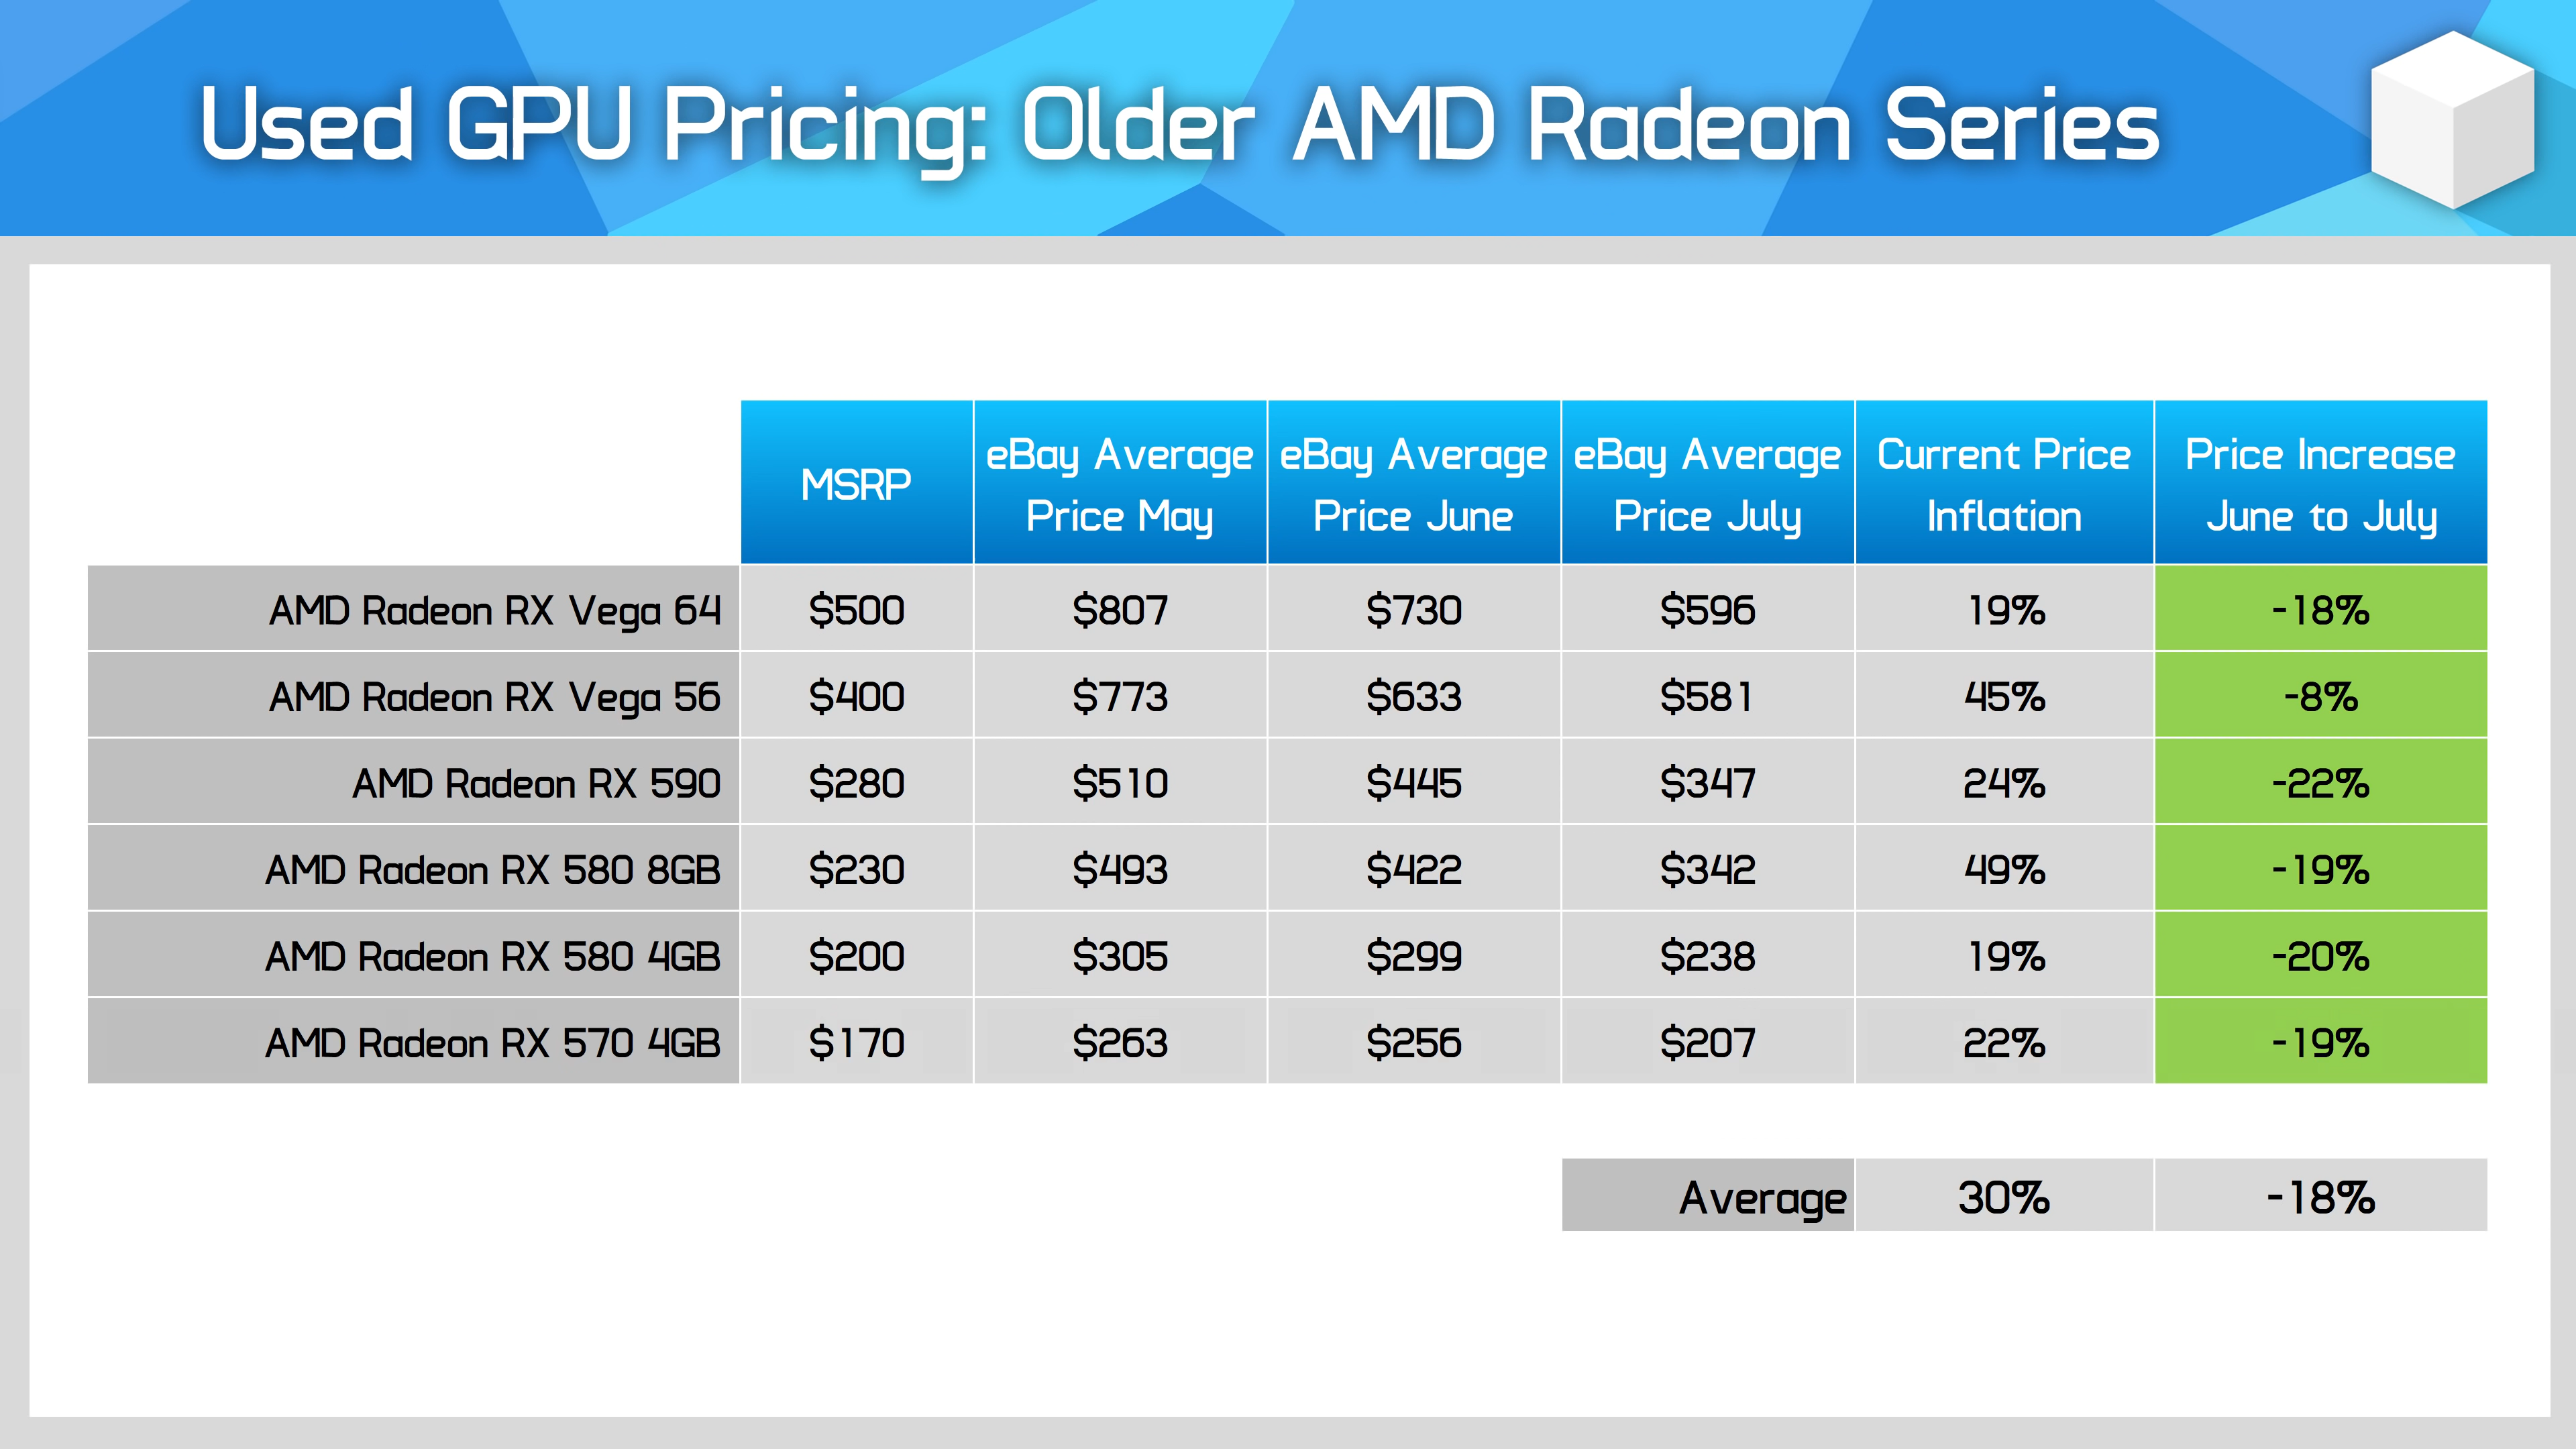 Used GPU Pricing: Older AMD Radeon Series
MSRP
eBay Average
Price May
eBay Average
Price June
eBay Average
Price July
Current Price
Inflation
Price Increase
June to July
AMD Radeon RX Vega 64 $500 $807 $730 $596 19% -18%
AMD Radeon RX Vega 56 $400 $773 $633 $581 45% -8%
AMD Radeon RX 590 $280 $510 $445 $347 24% -22%
AMD Radeon RX 580 8GB $230 $493 $422 $342 49% -19%
AMD Radeon RX 580 4GB $200 $305 $299 $238 19% -20%
AMD Radeon RX 570 4GB $170 $263 $256 $207 22% -19%
Average 30% -18%